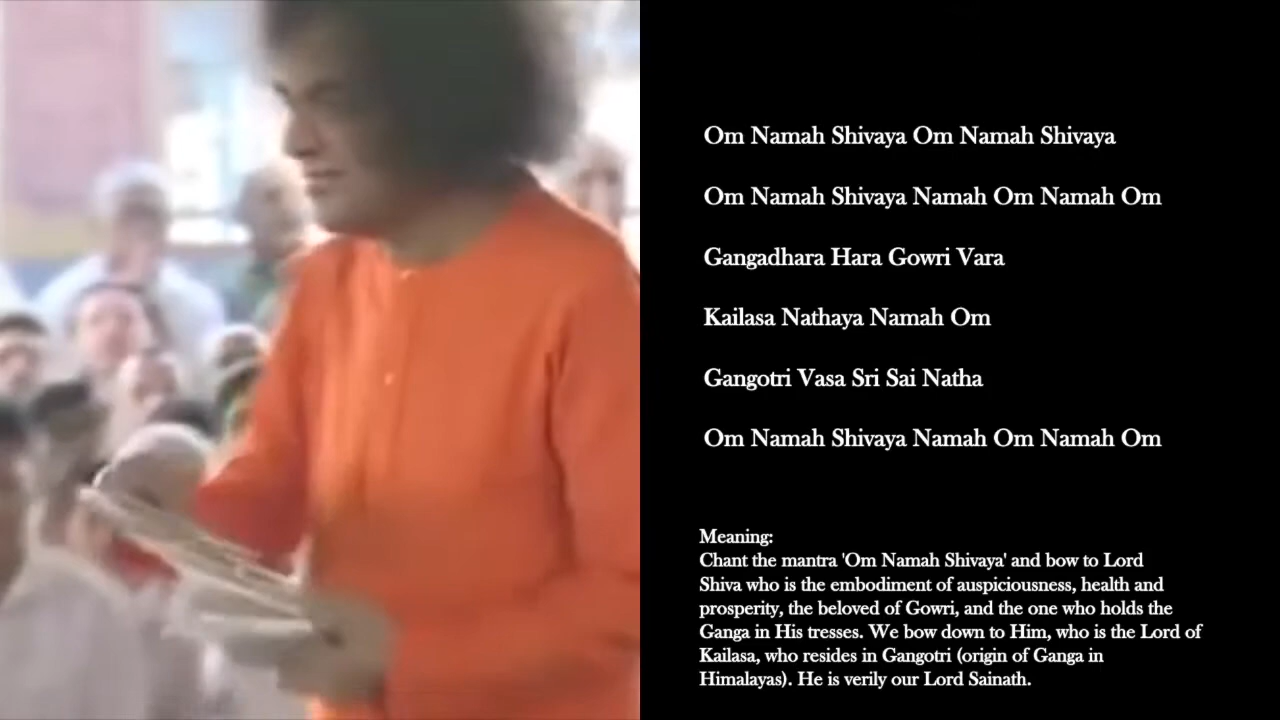 Om Namah Shivaya Om Namah Shivaya
Om Namah Shivaya Namah Om Namah Om
Gangadhara Hara Gowri Vara
Kailasa Nathaya Namah Om
Gangotri Vasa Sri Sai Natha
Om Namah Shivaya Namah Om Namah Om
Meaning:
Chant the mantra 'Om Namah Shivaya' and bow to Lord
Shiva who is the embodiment of auspiciousness, health and
prosperity, the beloved of Gowri, and the one who holds the
Ganga in His tresses. We bow down to Him, who is the Lord of
Kailasa, who resides in Gangotri (origin of Ganga in
Himalayas). He is verily our Lord Sainath.